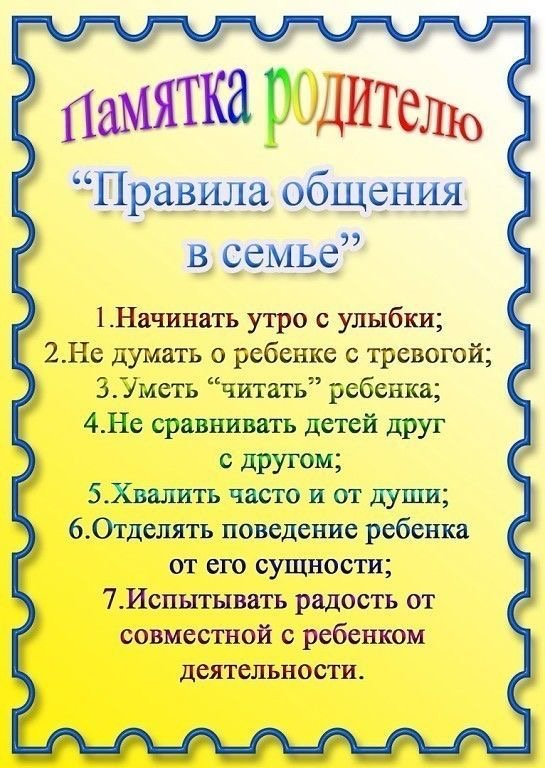 Памятка родителю
“Правила общения
в семье”
1.Начинать утро с улыбки;
2.Не думать о ребенке с тревогой;
3.Уметь “читать” ребенка;
4.Не сравнивать детей друг
с другом;
5.Хвалить часто и от души;
6.Отделять поведение ребенка
от его сущности;
7.Испытывать радость от
совместной с ребенком
деятельности.